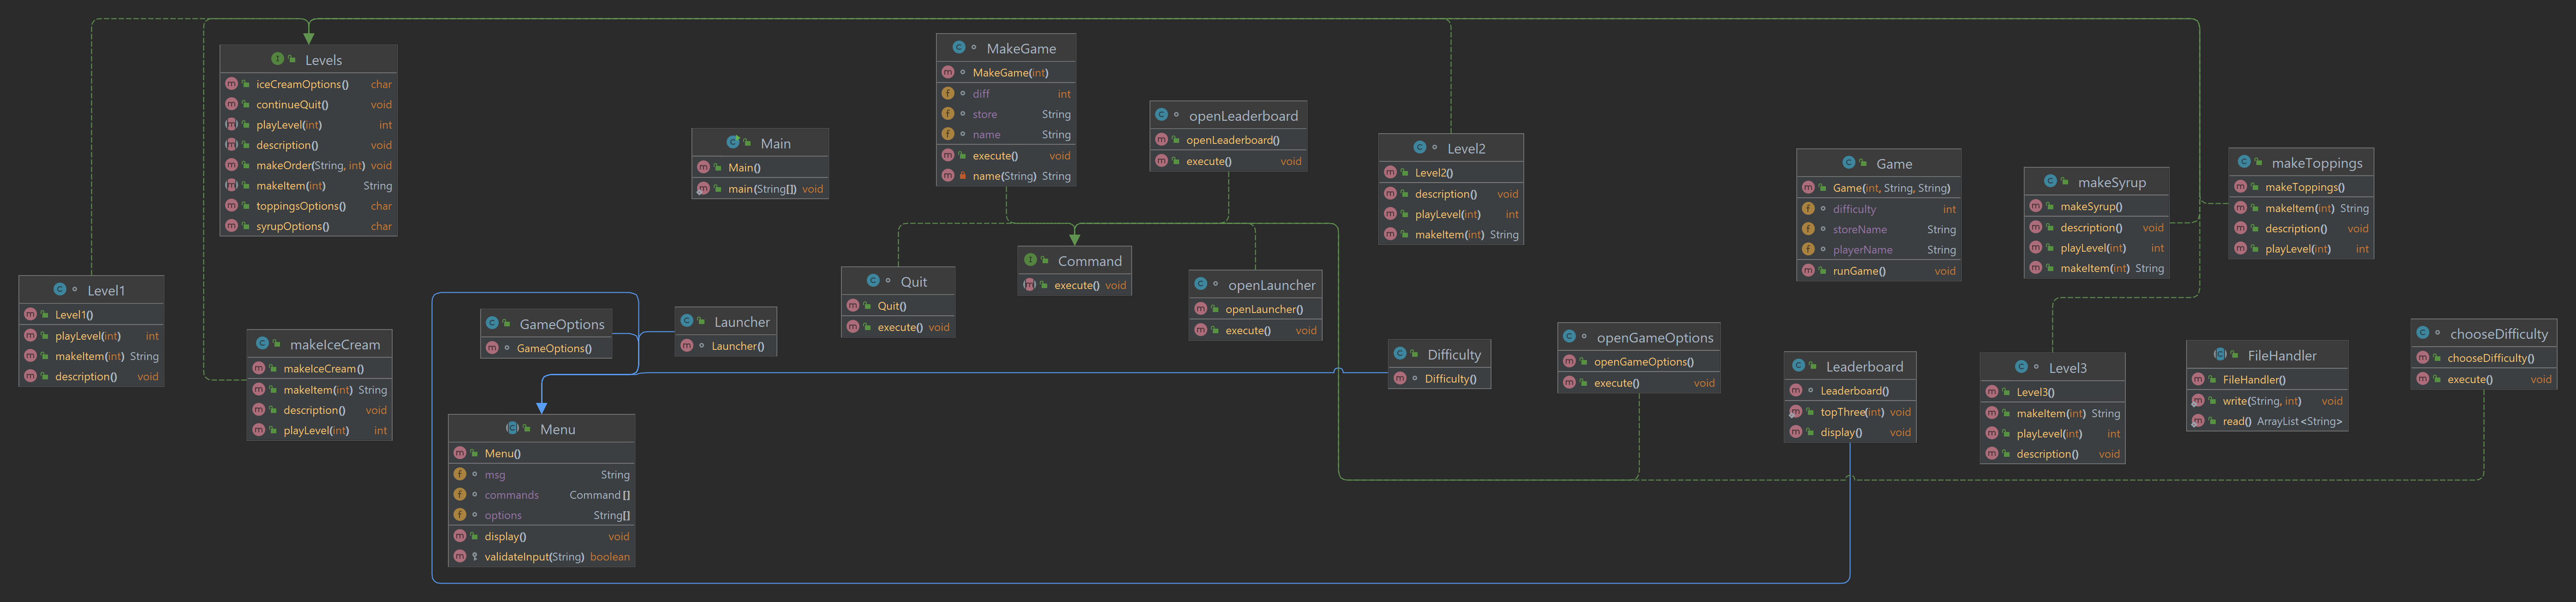 Levels
iceCreamOptions() char
continueQuit() void
playLevel(int) int
description() void
makeOrder(String, int) void
makeItem(int) String
toppingsOptions() char
syrupOptions() char
Level1
Level1()
playLevel(int) int
makeItem(int) String
description() void
makeIceCream
makeIceCream()
makeItem(int) String
description() void
playLevel(int) int
GameOptions
GameOptions()
Launcher
Launcher()
Menu
Menu()
msg String
commands Command[]
options String[]
display() void
validateInput(String) boolean
Main
Main()
main(String[]) void
MakeGame
MakeGame(int)
diff int
store String
name String
execute() void
name(String) String
Quit
Quit()
execute() void
Command
execute() void
openLeaderboard
openLeaderboard()
execute() void
openLauncher
openLauncher()
execute() void
Level2
Level2()
description() void
playLevel(int) int
makeItem(int) String
Difficulty
Difficulty()
openGameOptions
openGameOptions()
execute() void
Game
Game(int, String, String)
difficulty int
storeName String
playerName String
runGame() void
Leaderboard
Leaderboard()
topThree(int) void
display() void
makeSyrup
makeSyrup()
description() void
playLevel(int) int
makeItem(int) String
Level3
Level3()
makeItem(int) String
playLevel(int) int
description() void
makeToppings
makeToppings()
makeItem(int) String
description() void
playLevel(int) int
FileHandler
FileHandler()
write(String, int) void
read() ArrayList<String>
chooseDifficulty
chooseDifficulty()
execute() void